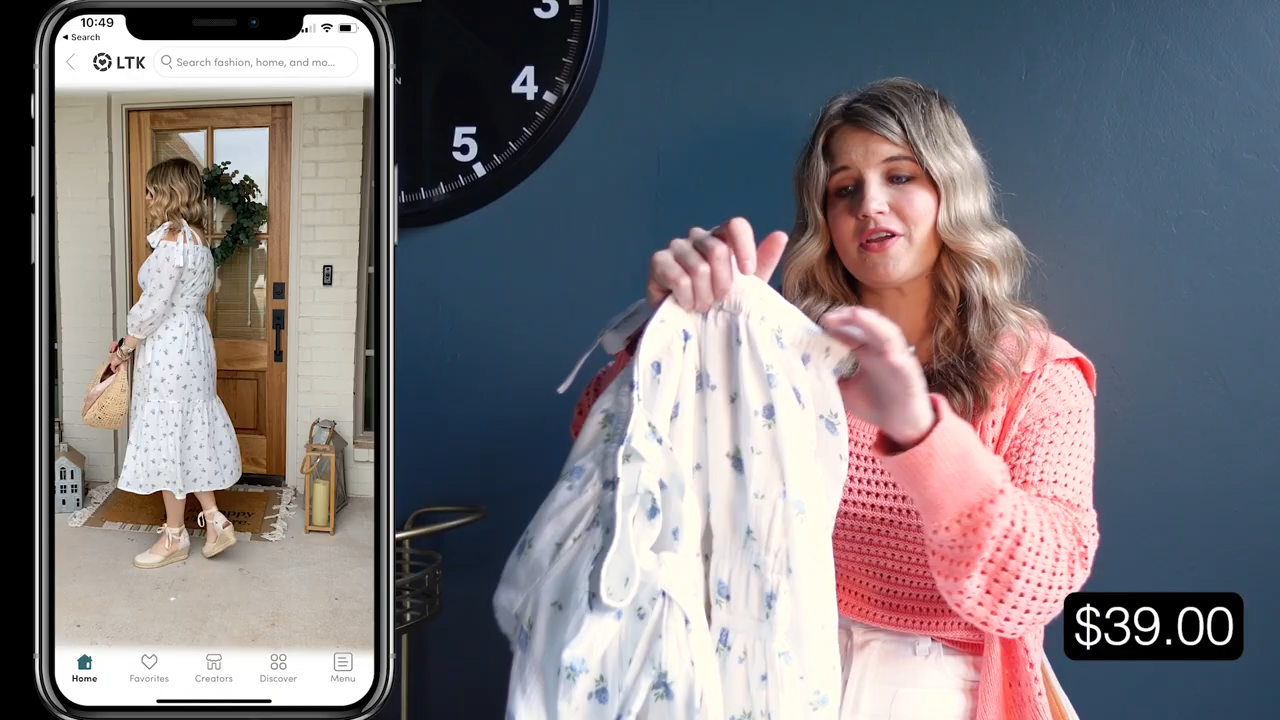 10:49
Search
LTK
Search fashion, home, and mo...
Home
Favorites
Creators
Discover
Menu
3
4
5
$39.00